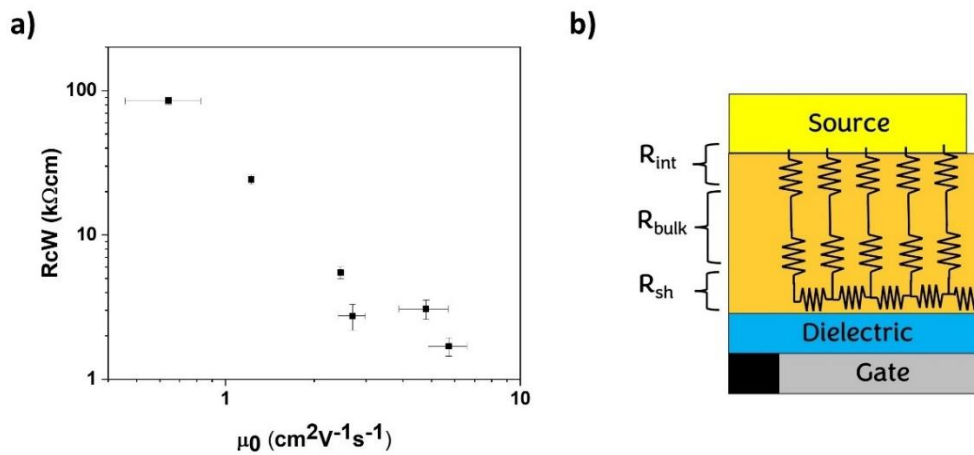 a)
RcW (kΩcm)
100
10
1
1
10
μ0 (cm2V-1s-1)
b)
Source
Rint
Rbulk
Rsh
Dielectric
Gate